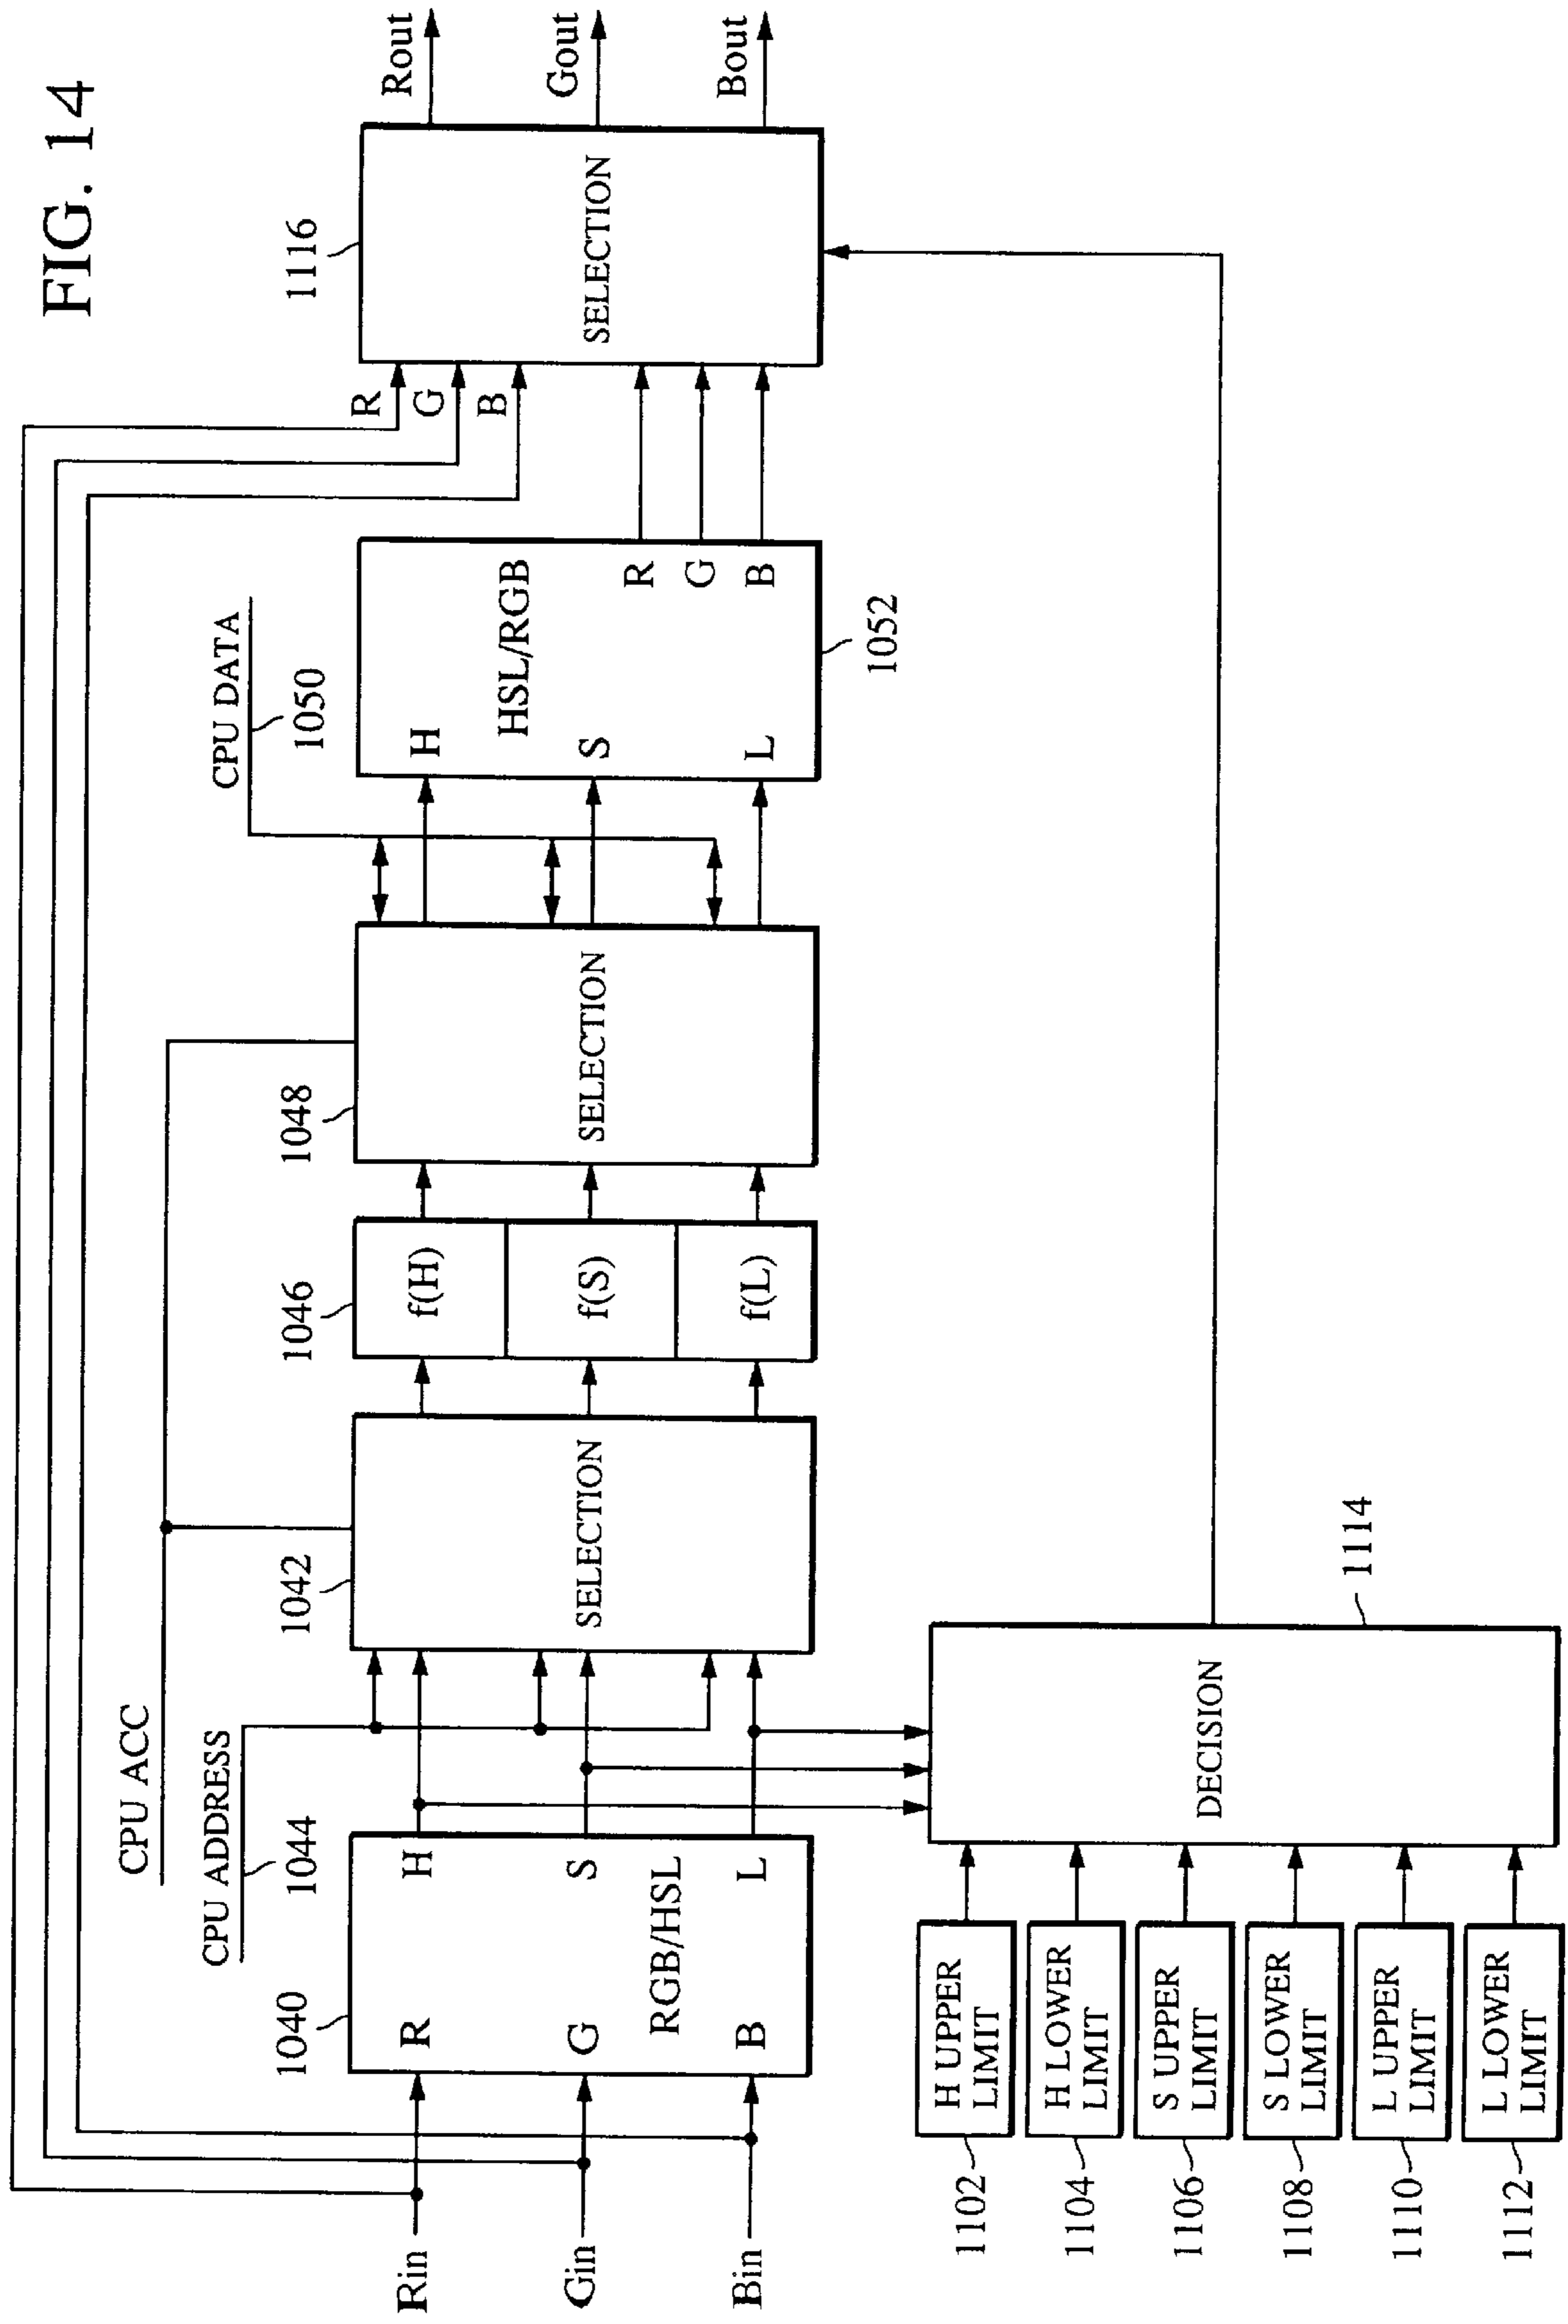 FIG. 14
CPU ACC
CPU ADDRESS
1044
CPU DATA
1050
Rin
Gin
Bin
1040
R
G
B
RGB/HSL
H
S
L
1042
SELECTION
1046
f(H)
f(S)
f(L)
1048
SELECTION
H
S
L
HSL/RGB
R
G
B
1052
R
G
B
1116
SELECTION
Rout
Gout
Bout
1102
H UPPER
LIMIT
1104
H LOWER
LIMIT
1106
S UPPER
LIMIT
1108
S LOWER
LIMIT
1110
L UPPER
LIMIT
1112
L LOWER
LIMIT
DECISION
1114